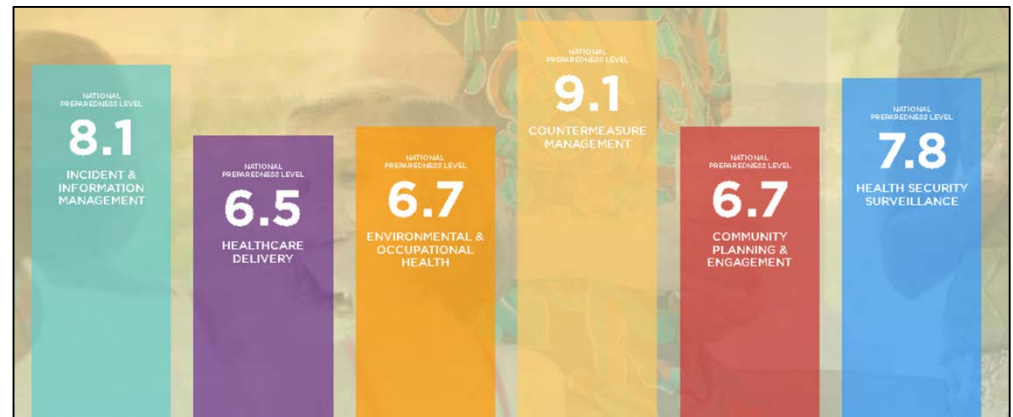 NATIONAL
PREPAREDNESS LEVEL
8.1
INCIDENT &
INFORMATION
MANAGEMENT
NATIONAL
PREPAREDNESS LEVEL
6.5
HEALTHCARE
DELIVERY
NATIONAL
PREPAREDNESS LEVEL
6.7
ENVIRONMENTAL &
OCCUPATIONAL
HEALTH
NATIONAL
PREPAREDNESS LEVEL
9.1
COUNTERMEASURE
MANAGEMENT
NATIONAL
PREPAREDNESS LEVEL
6.7
COMMUNITY
PLANNING &
ENGAGEMENT
NATIONAL
PREPAREDNESS LEVEL
7.8
HEALTH SECURITY
SURVEILLANCE